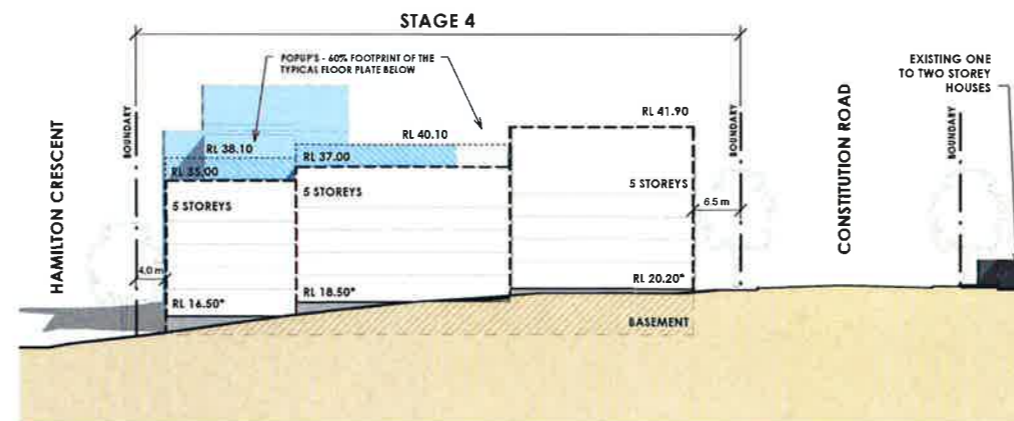 STAGE 4
POPUP'S - 60% FOOTPRINT OF THE
TYPICAL FLOOR PLATE BELOW
EXISTING ONE
TO TWO STOREY
HOUSES
HAMILTON CRESCENT
BOUNDARY
RL 38.10
RL 35.00
RL 40.10
RL 37.00
RL 41.90
BOUNDARY
CONSTITUTION ROAD
BOUNDARY
5 STOREYS
5 STOREYS
5 STOREYS
6.5 m
4.0 m
RL 16.50*
RL 18.50*
RL 20.20*
BASEMENT